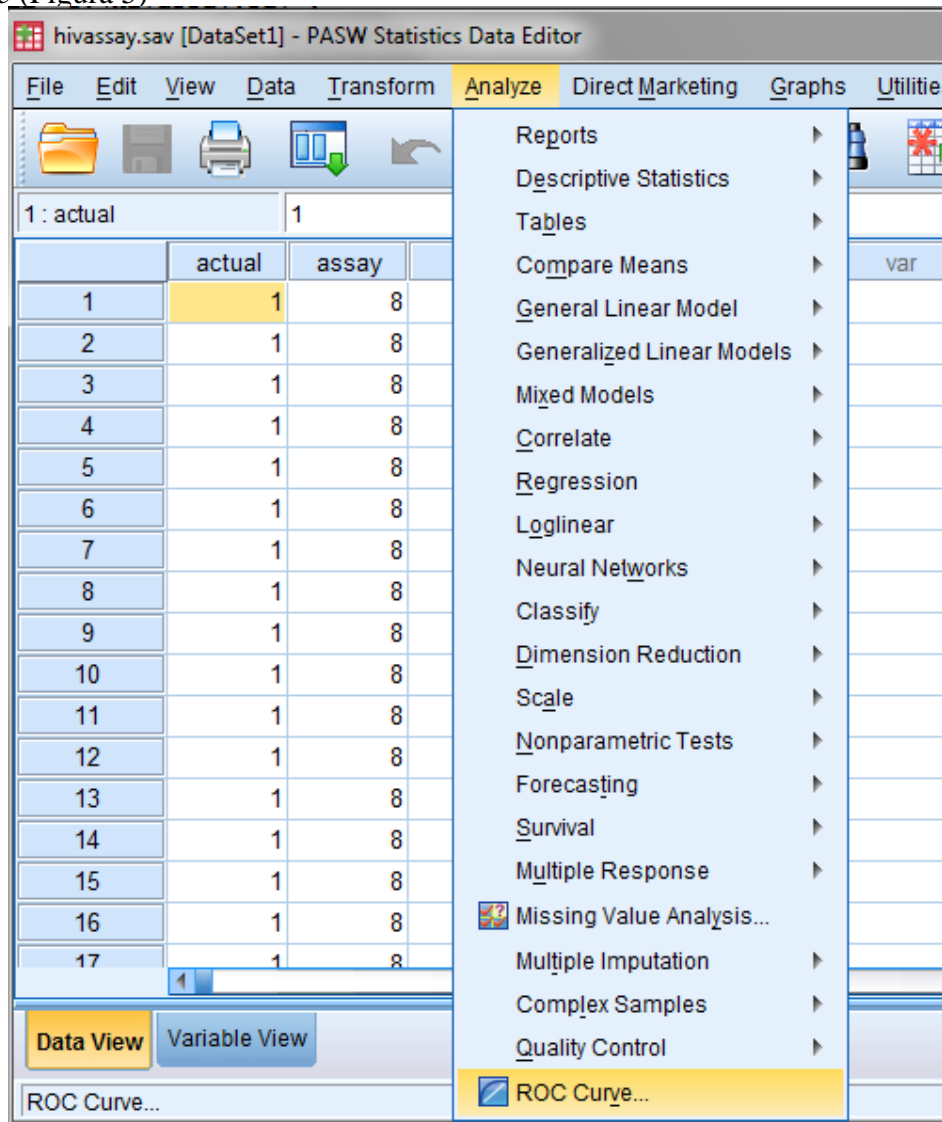 (Figura 3)
hivassay.sav [DataSet1] - PASW Statistics Data Editor
File Edit View Data Transform Analyze Direct Marketing Graphs Utilitie
1 : actual 1
actual assay var
1 1 8
2 1 8
3 1 8
4 1 8
5 1 8
6 1 8
7 1 8
8 1 8
9 1 8
10 1 8
11 1 8
12 1 8
13 1 8
14 1 8
15 1 8
16 1 8
17 1 8
Reports
Descriptive Statistics
Tables
Compare Means
General Linear Model
Generalized Linear Models
Mixed Models
Correlate
Regression
Loglinear
Neural Networks
Classify
Dimension Reduction
Scale
Nonparametric Tests
Forecasting
Survival
Multiple Response
Missing Value Analysis...
Multiple Imputation
Complex Samples
Quality Control
ROC Curve...
Data View Variable View
ROC Curve...